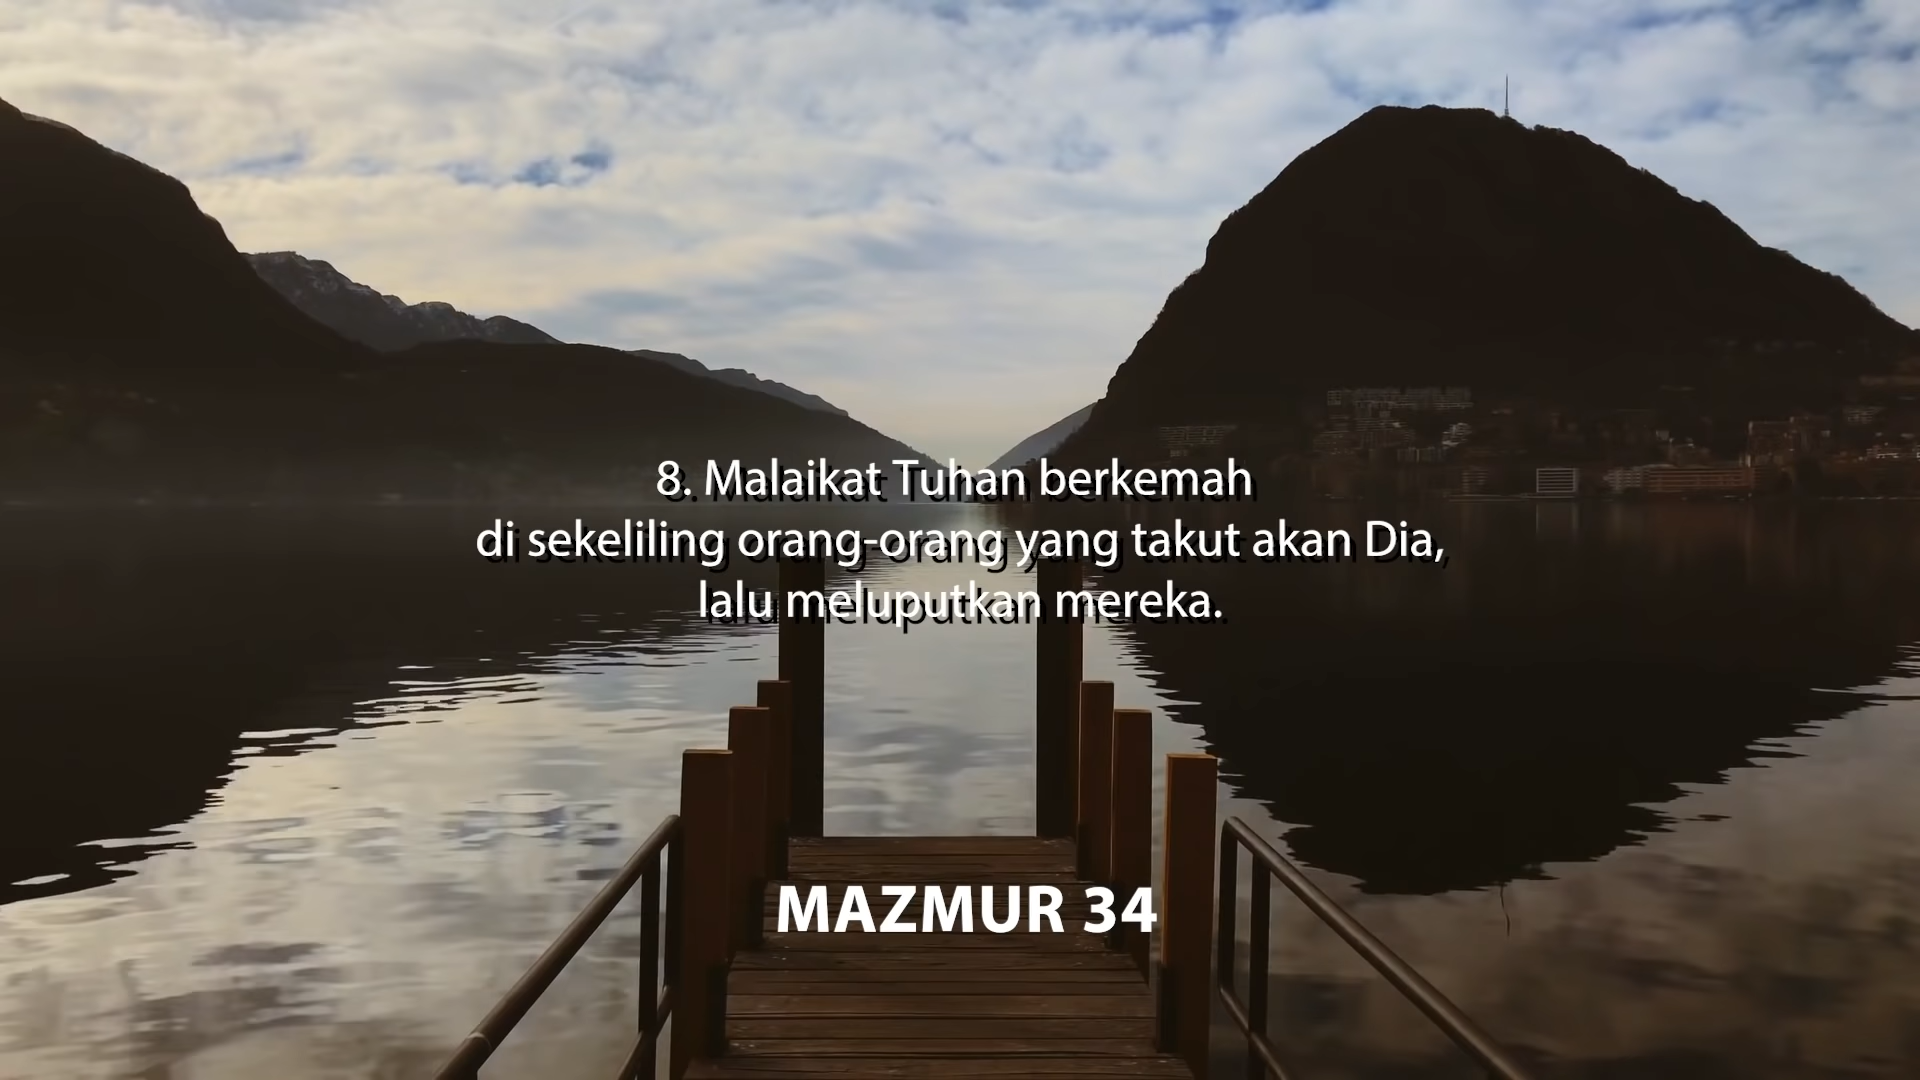 8. Malaikat Tuhan berkemah
di sekeliling orang-orang yang takut akan Dia,
lalu meluputkan mereka.
MAZMUR 34